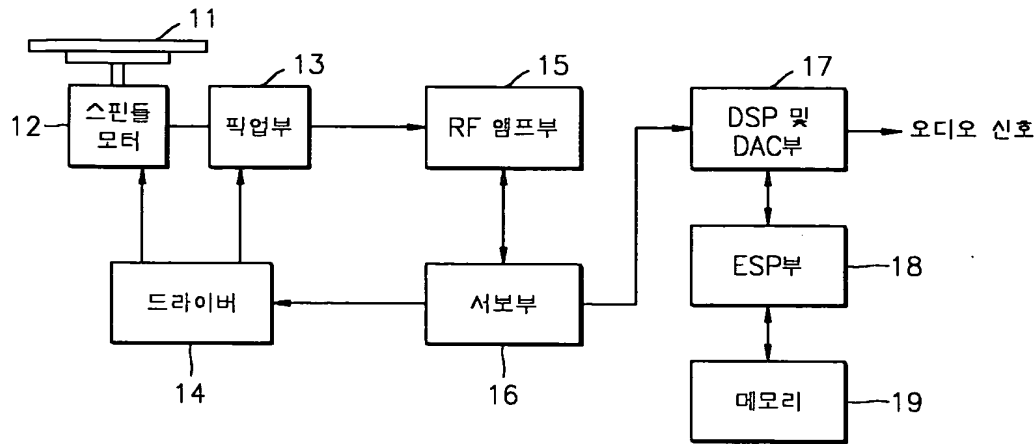 11
스핀들
모터
12
13
픽업부
15
RF 앰프부
17
DSP 및
DAC부
오디오 신호
드라이버
14
서보부
16
ESP부
18
메모리
19